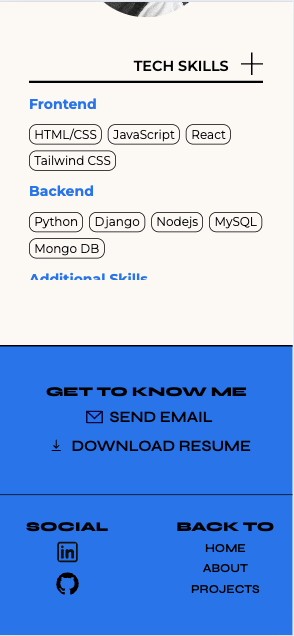 TECH SKILLS
Frontend
HTML/CSS JavaScript React
Tailwind CSS
Backend
Python Django Nodejs MySQL
Mongo DB
Additional Skills
GET TO KNOW ME
SEND EMAIL
DOWNLOAD RESUME
SOCIAL
in
BACK TO
HOME
ABOUT
PROJECTS